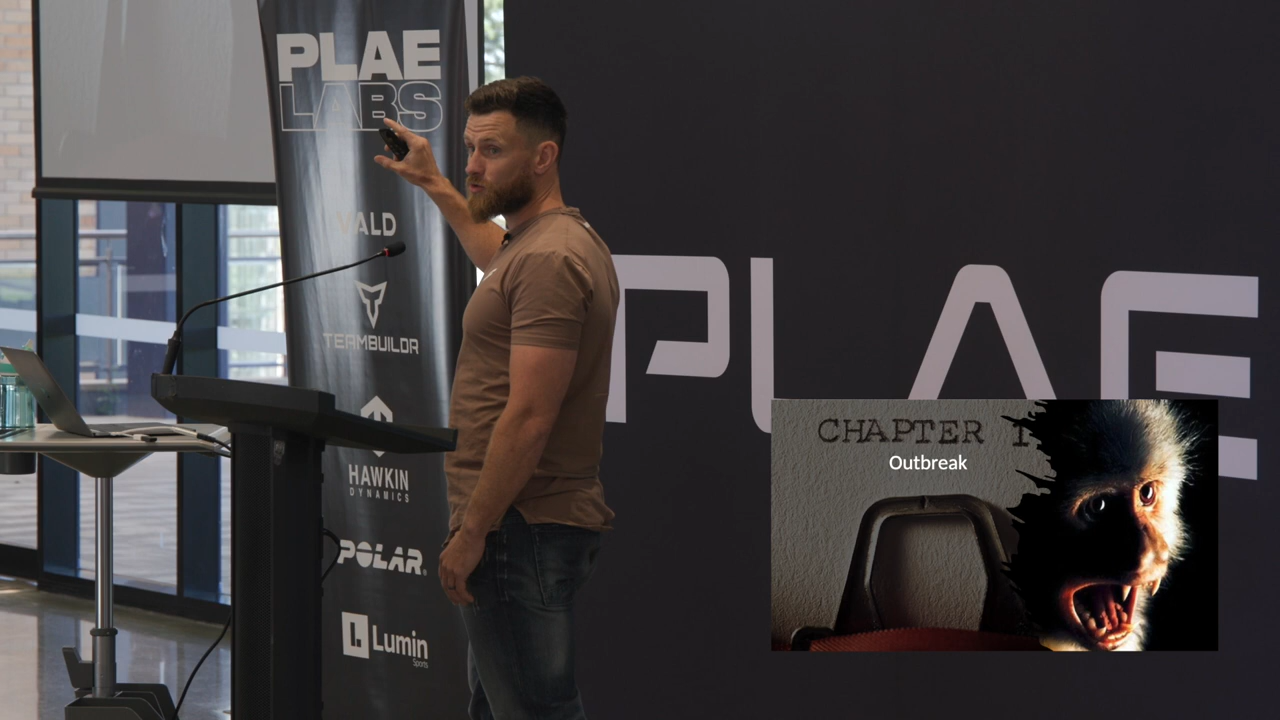 PLAE
LABS
VALD
TEAMBUILDR
HAWKIN
DYNAMICS
POLAR®
Lumin
Sports
PLAE
CHAPTER 1
Outbreak